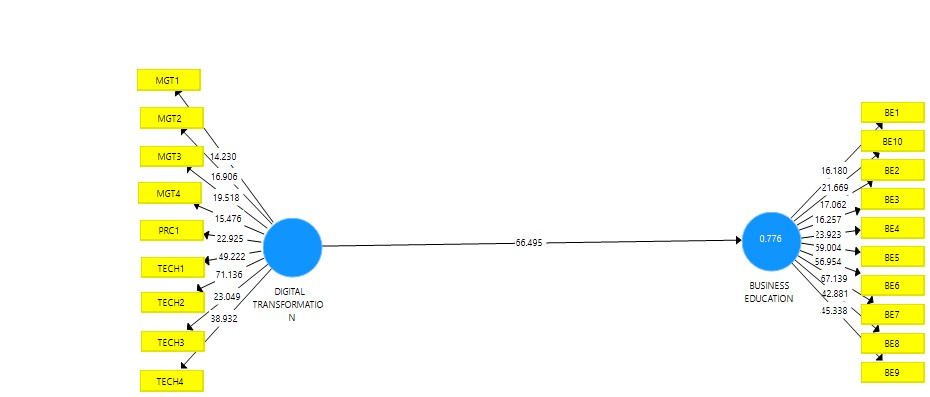 MGT1
MGT2
MGT3
MGT4
PRC1
TECH1
TECH2
TECH3
TECH4
14.230
16.906
19.518
15.476
22.925
49.222
71.136
23.049
38.932
DIGITAL
TRANSFORMATIO
N
66.495
0.776
BUSINESS
EDUCATION
16.180
21.669
17.062
16.257
23.923
59.004
56.954
67.139
42.881
45.338
BE1
BE10
BE2
BE3
BE4
BE5
BE6
BE7
BE8
BE9